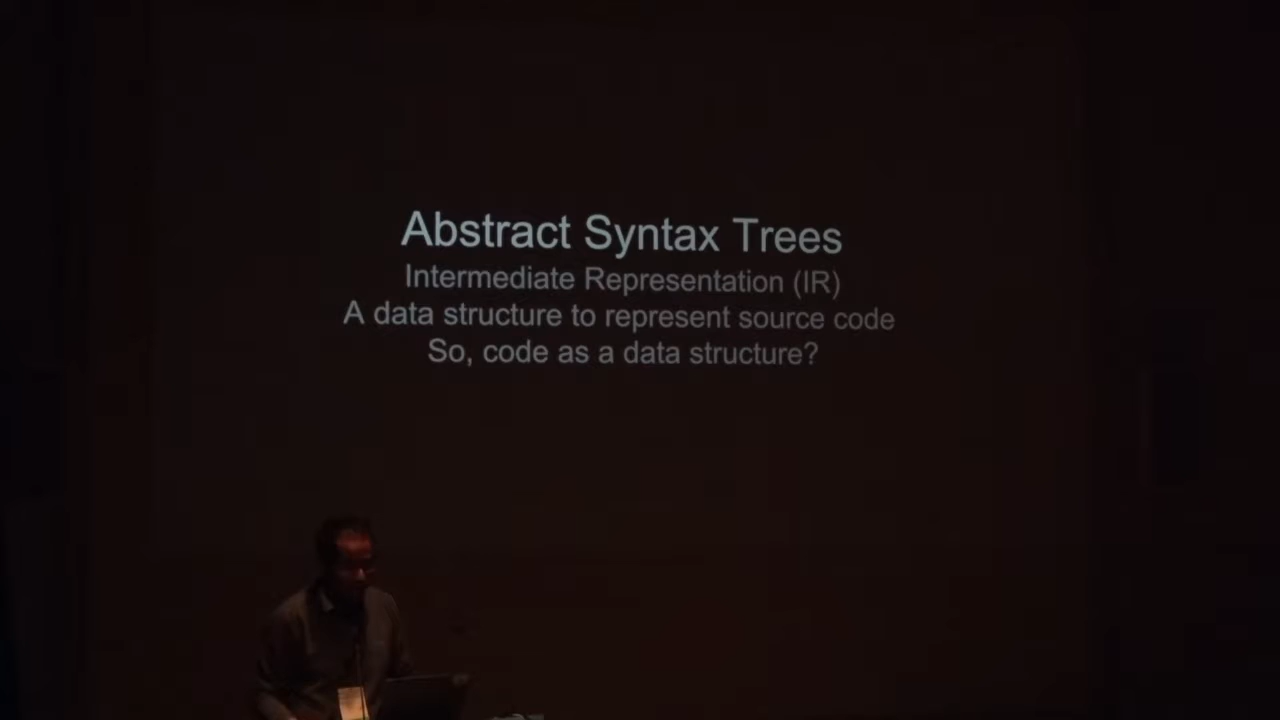 Abstract Syntax Trees
Intermediate Representation (IR)
A data structure to represent source code
So, code as a data structure?